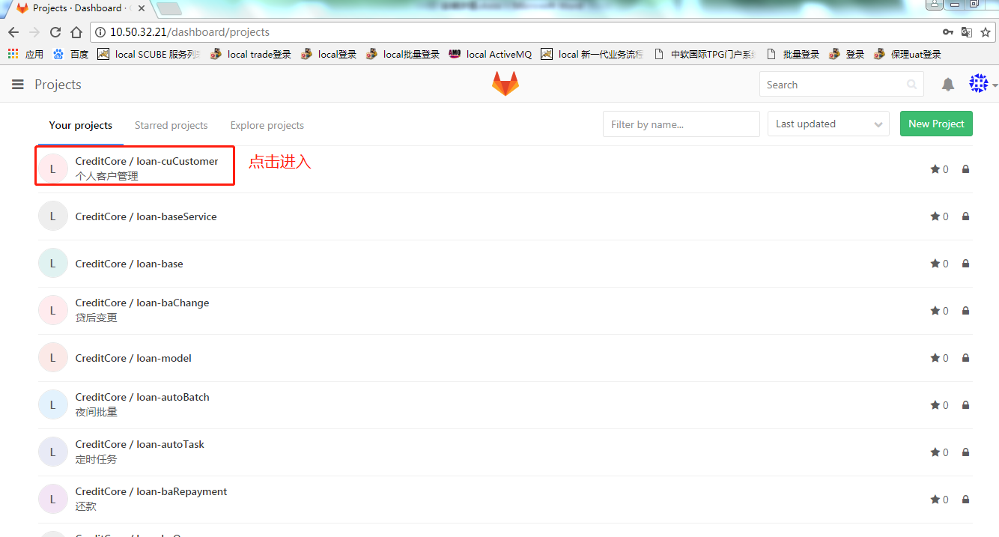 Projects · Dashboard ·
10.50.32.21/dashboard/projects
应用 百度 local SCUBE 服务列 local trade登录 local登录 local批量登录 AMQ local ActiveMQ local 新一代业务流程 中软国际TPG门户系 批量登录 登录 保理uat登录
Projects Search
Your projects Starred projects Explore projects Filter by name... Last updated New Project
L CreditCore / loan-cuCustomer 点击进入 0
个人客户管理
L CreditCore / loan-baseService 0
L CreditCore / loan-base 0
L CreditCore / loan-baChange 0
贷后变更
L CreditCore / loan-model 0
L CreditCore / loan-autoBatch 0
夜间批量
L CreditCore / loan-autoTask 0
定时任务
L CreditCore / loan-baRepayment 0
还款